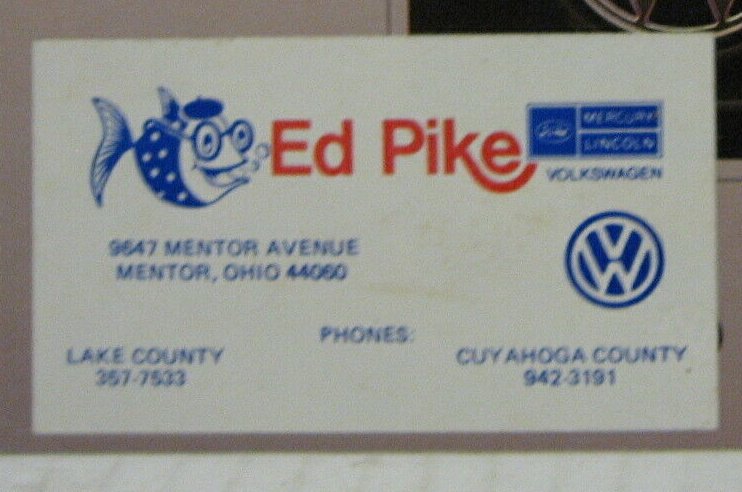 Ed Pike
Ford
MERCURY
LINCOLN
VOLKSWAGEN
9647 MENTOR AVENUE
MENTOR, OHIO 44060
PHONES:
LAKE COUNTY
357-7533
CUYAHOGA COUNTY
942-3191